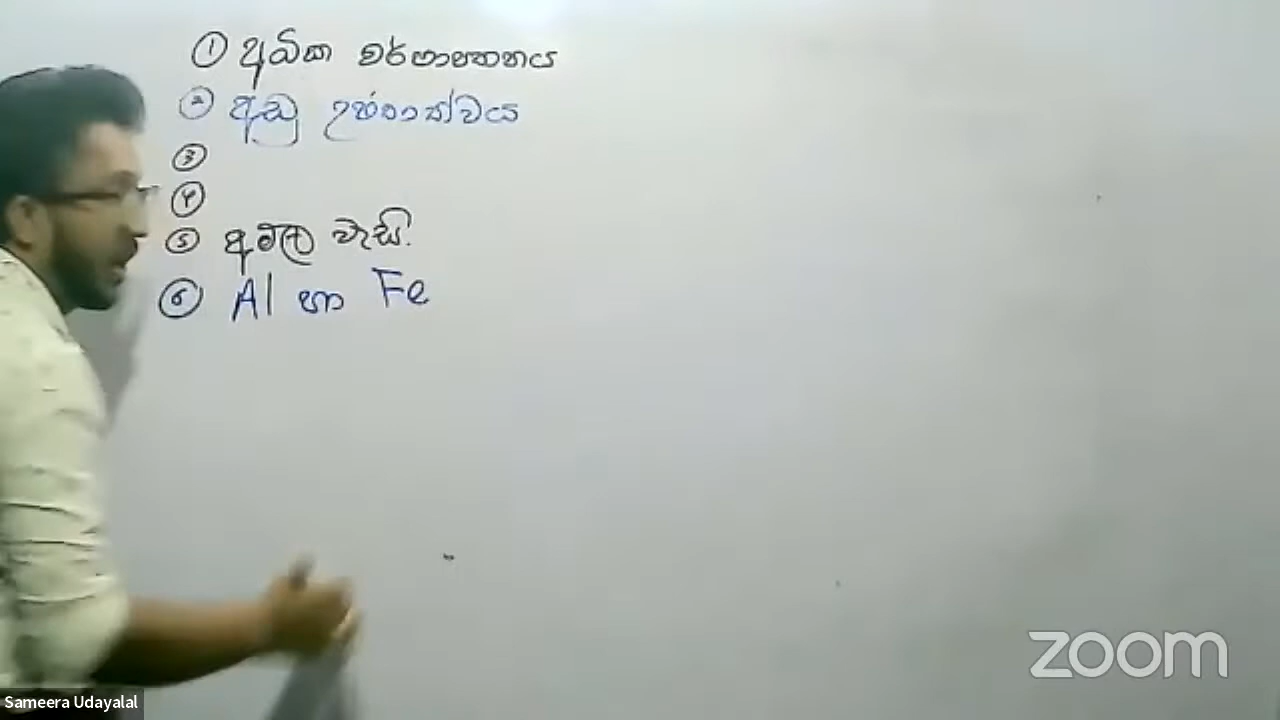 ① අධික වර්ෂාපතනය
② අඩු උෂ්ණත්වය
③
④
⑤ අම්ල වැසි.
⑥ Al හා Fe
zoom
Sameera Udayalal